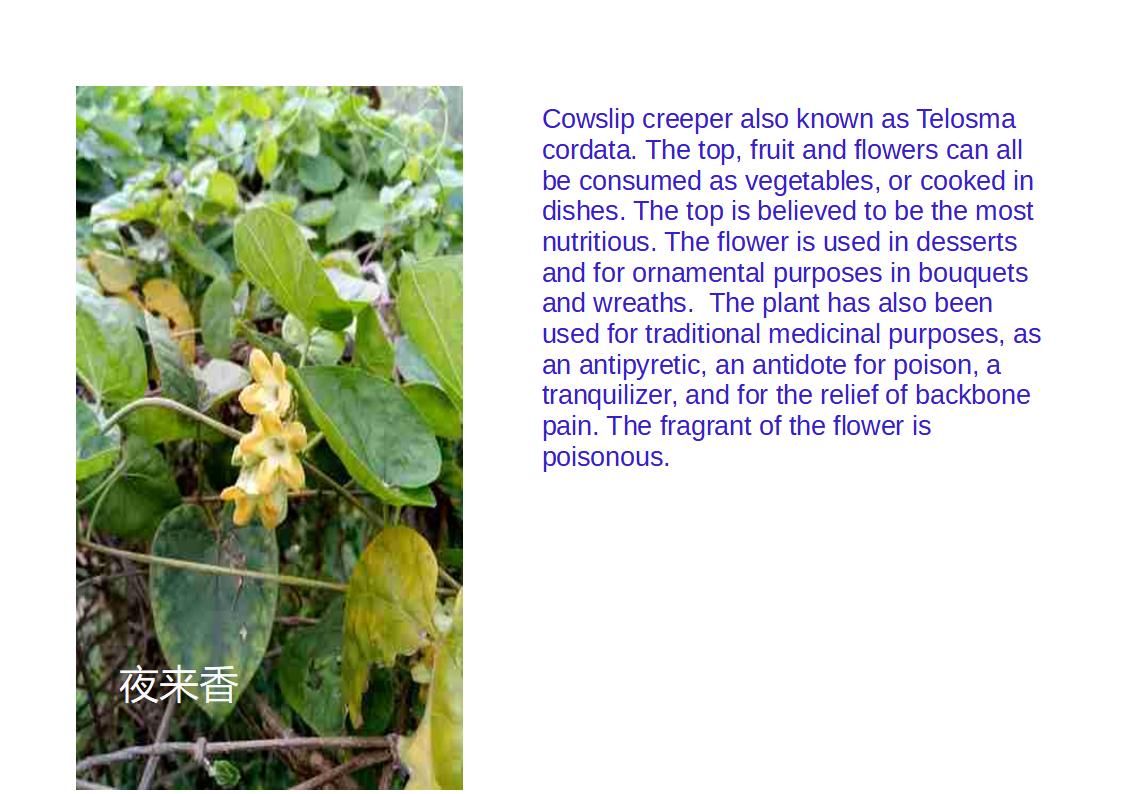 Cowslip creeper also known as Telosma
cordata. The top, fruit and flowers can all
be consumed as vegetables, or cooked in
dishes. The top is believed to be the most
nutritious. The flower is used in desserts
and for ornamental purposes in bouquets
and wreaths.  The plant has also been
used for traditional medicinal purposes, as
an antipyretic, an antidote for poison, a
tranquilizer, and for the relief of backbone
pain. The fragrant of the flower is
poisonous.
夜来香